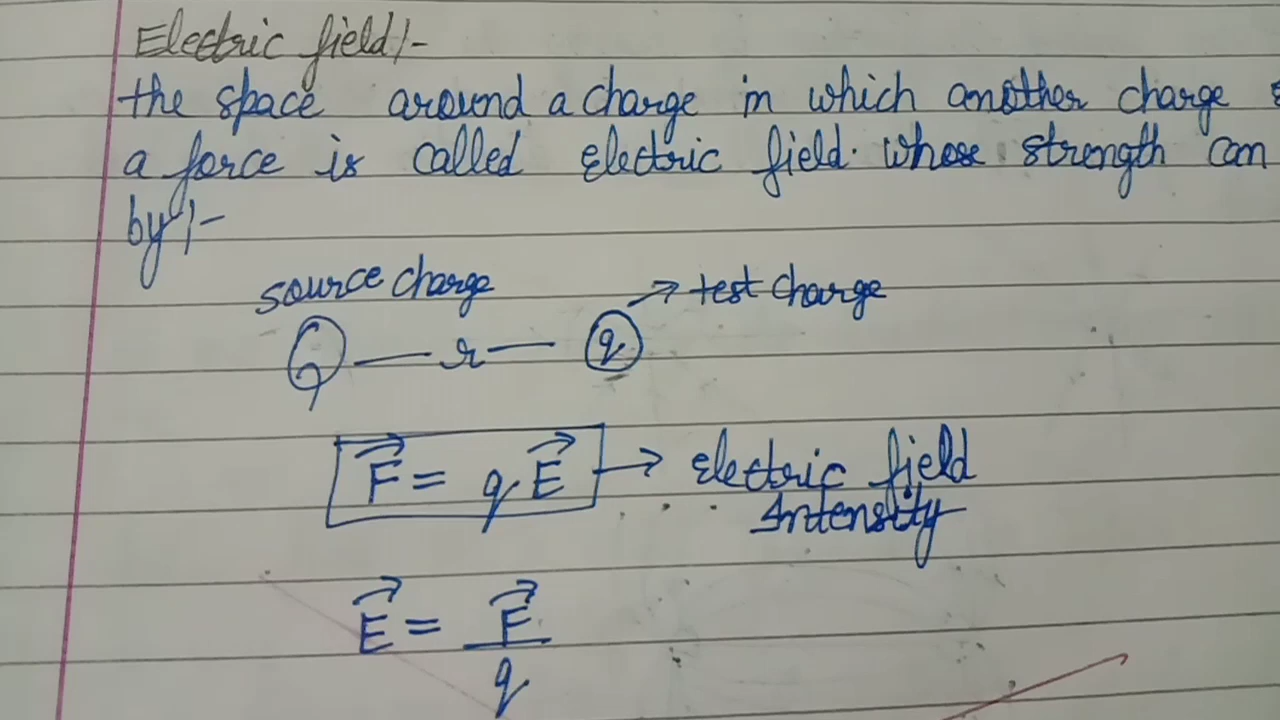 Electric field:-
the space around a charge in which another charge
a force is called electric field. whose strength can
by:-
source charge → test charge
Q — r — q
F⃗ = q E⃗ → electric field
Intensity
E⃗ = F⃗ / q